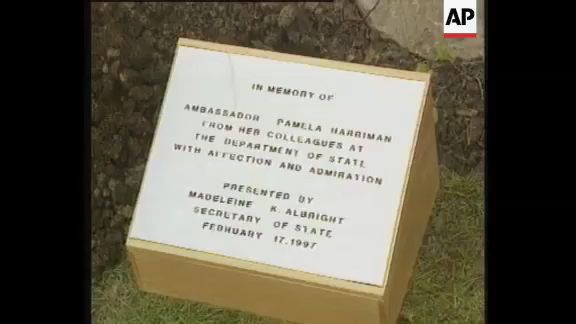 AP
IN MEMORY OF
AMBASSADOR PAMELA HARRIMAN
FROM HER COLLEAGUES AT
THE DEPARTMENT OF STATE
WITH AFFECTION AND ADMIRATION
PRESENTED BY
MADELEINE K. ALBRIGHT
SECRETARY OF STATE
FEBRUARY 17, 1997